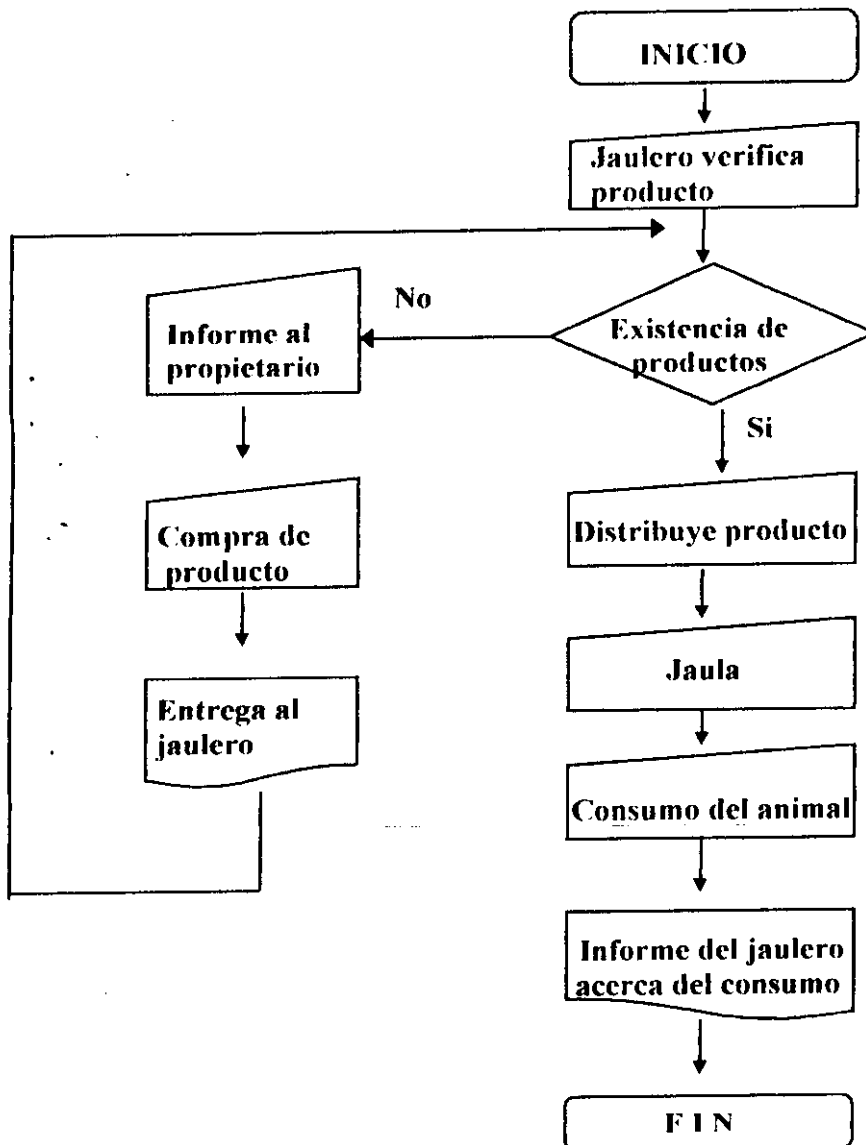 INICIO
Jaulero verifica
producto
Existencia de
productos
No
Informe al
propietario
Compra de
producto
Entrega al
jaulero
Si
Distribuye producto
Jaula
Consumo del animal
Informe del jaulero
acerca del consumo
F I N